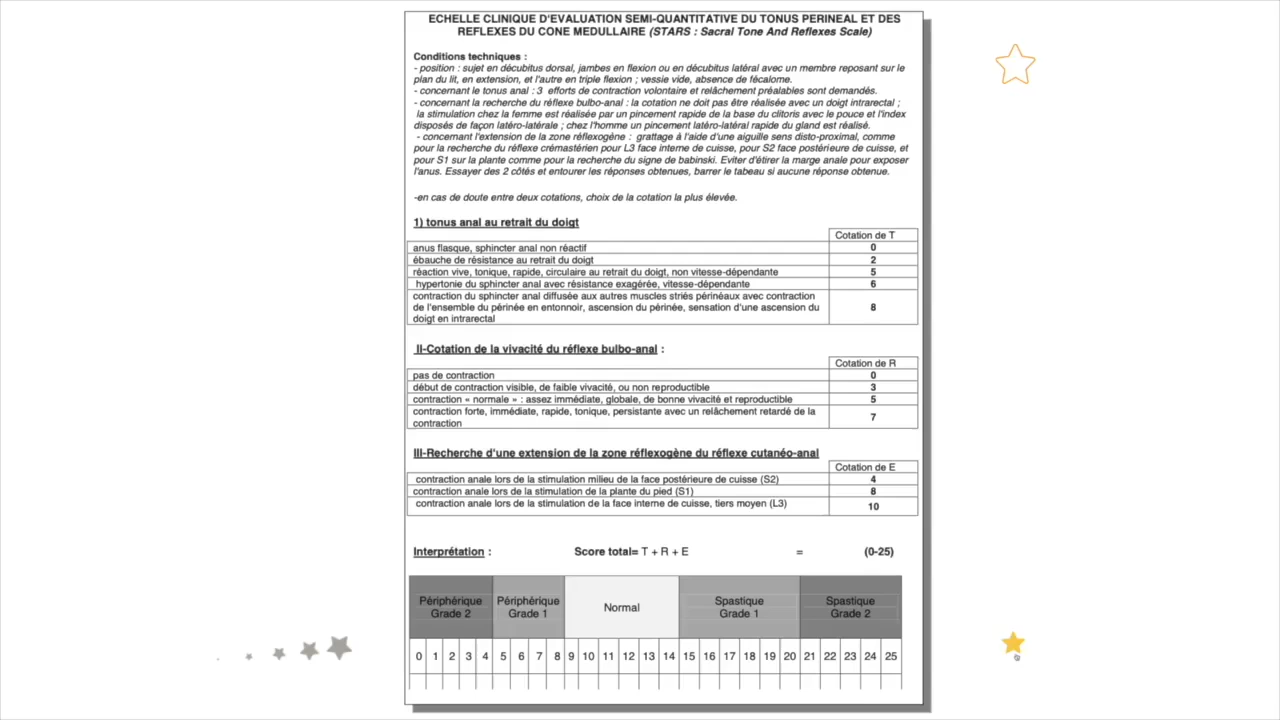 ECHELLE CLINIQUE D'EVALUATION SEMI-QUANTITATIVE DU TONUS PERINEAL ET DES
REFLEXES DU CONE MEDULLAIRE (STARS : Sacral Tone And Reflexes Scale)
Conditions techniques :
- position : sujet en décubitus dorsal, jambes en flexion ou en décubitus latéral avec un membre reposant sur le
plan du lit, en extension, et l'autre en triple flexion ; vessie vide, absence de fécalome.
- concernant le tonus anal : 3 efforts de contraction volontaire et relâchement préalables sont demandés.
- concernant la recherche du réflexe bulbo-anal : la cotation ne doit pas être réalisée avec un doigt intrarectal ;
la stimulation chez la femme est réalisée par un pincement rapide de la base du clitoris avec le pouce et l'index
disposés de façon latéro-latérale ; chez l'homme un pincement latéro-latéral rapide du gland est réalisé.
- concernant l'extension de la zone réflexogène : grattage à l'aide d'une aiguille sens disto-proximal, comme
pour la recherche du réflexe crémastérien pour L3 face interne de cuisse, pour S2 face postérieure de cuisse, et
pour S1 sur la plante comme pour la recherche du signe de babinski. Eviter d'étirer la marge anale pour exposer
l'anus. Essayer des 2 côtés et entourer les réponses obtenues, barrer le tabeau si aucune réponse obtenue.
-en cas de doute entre deux cotations, choix de la cotation la plus élevée.
1) tonus anal au retrait du doigt
Cotation de T
anus flasque, sphincter anal non réactif 0
ébauche de résistance au retrait du doigt 2
réaction vive, tonique, rapide, circulaire au retrait du doigt, non vitesse-dépendante 5
hypertonie du sphincter anal avec résistance exagérée, vitesse-dépendante 6
contraction du sphincter anal diffusée aux autres muscles striés périnéaux avec contraction
de l'ensemble du périnée en entonnoir, ascension du périnée, sensation d'une ascension du 8
doigt en intrarectal
II-Cotation de la vivacité du réflexe bulbo-anal :
Cotation de R
pas de contraction 0
début de contraction visible, de faible vivacité, ou non reproductible 3
contraction « normale » : assez immédiate, globale, de bonne vivacité et reproductible 5
contraction forte, immédiate, rapide, tonique, persistante avec un relâchement retardé de la 7
contraction
III-Recherche d'une extension de la zone réflexogène du réflexe cutanéo-anal
Cotation de E
contraction anale lors de la stimulation milieu de la face postérieure de cuisse (S2) 4
contraction anale lors de la stimulation de la plante du pied (S1) 8
contraction anale lors de la stimulation de la face interne de cuisse, tiers moyen (L3) 10
Interprétation : Score total= T + R + E = (0-25)
Périphérique Périphérique Normal Spastique Spastique
Grade 2 Grade 1 Grade 1 Grade 2
0 1 2 3 4 5 6 7 8 9 10 11 12 13 14 15 16 17 18 19 20 21 22 23 24 25